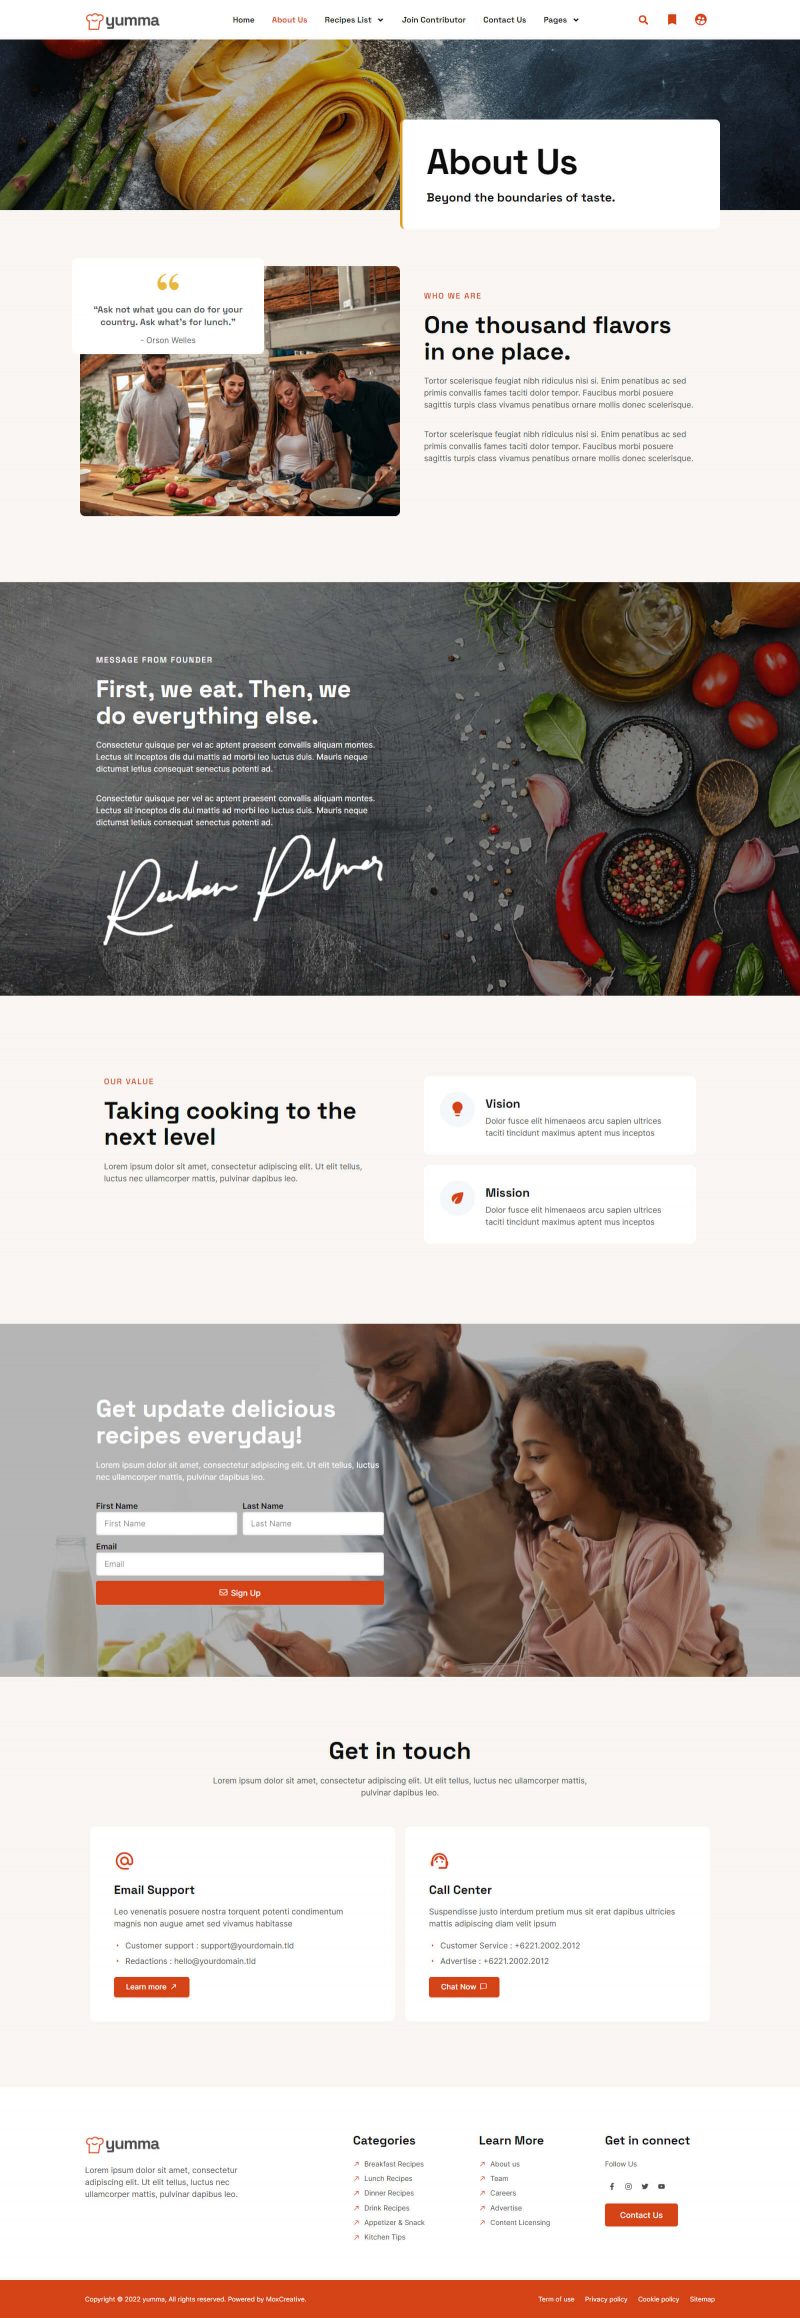 yumma
Home
About Us
Recipes List
Join Contributor
Contact Us
Pages
About Us
Beyond the boundaries of taste.
“Ask not what you can do for your
country. Ask what’s for lunch.”
- Orson Welles
WHO WE ARE
One thousand flavors
in one place.
Tortor scelerisque feugiat nibh ridiculus nisi si. Enim penatibus ac sed
primis convallis fames taciti dolor tempor. Faucibus morbi posuere
sagittis turpis class vivamus penatibus ornare mollis donec scelerisque.
Tortor scelerisque feugiat nibh ridiculus nisi si. Enim penatibus ac sed
primis convallis fames taciti dolor tempor. Faucibus morbi posuere
sagittis turpis class vivamus penatibus ornare mollis donec scelerisque.
MESSAGE FROM FOUNDER
First, we eat. Then, we
do everything else.
Consectetur quisque per vel ac aptent praesent convallis aliquam montes.
Lectus sit inceptos dis dui mattis ad morbi leo luctus duis. Mauris neque
dictumst letius consequat senectus potenti ad.
Consectetur quisque per vel ac aptent praesent convallis aliquam montes.
Lectus sit inceptos dis dui mattis ad morbi leo luctus duis. Mauris neque
dictumst letius consequat senectus potenti ad.
Reuben Palmer
OUR VALUE
Taking cooking to the
next level
Lorem ipsum dolor sit amet, consectetur adipiscing elit. Ut elit tellus,
luctus nec ullamcorper mattis, pulvinar dapibus leo.
Vision
Dolor fusce elit himenaeos arcu sapien ultrices
taciti tincidunt maximus aptent mus inceptos
Mission
Dolor fusce elit himenaeos arcu sapien ultrices
taciti tincidunt maximus aptent mus inceptos
Get update delicious
recipes everyday!
Lorem ipsum dolor sit amet, consectetur adipiscing elit. Ut elit tellus, luctus
nec ullamcorper mattis, pulvinar dapibus leo.
First Name
Last Name
First Name
Last Name
Email
Email
Sign Up
Get in touch
Lorem ipsum dolor sit amet, consectetur adipiscing elit. Ut elit tellus, luctus nec ullamcorper mattis,
pulvinar dapibus leo.
Email Support
Leo venenatis posuere nostra torquent potenti condimentum
magnis non augue amet sed vivamus habitasse
• Customer support : support@yourdomain.tld
• Redactions : hello@yourdomain.tld
Learn more
Call Center
Suspendisse justo interdum pretium mus sit erat dapibus ultricies
mattis adipiscing diam velit ipsum
• Customer Service : +6221.2002.2012
• Advertise : +6221.2002.2012
Chat Now
yumma
Lorem ipsum dolor sit amet, consectetur
adipiscing elit. Ut elit tellus, luctus nec
ullamcorper mattis, pulvinar dapibus leo.
Categories
Breakfast Recipes
Lunch Recipes
Dinner Recipes
Drink Recipes
Appetizer & Snack
Kitchen Tips
Learn More
About us
Team
Careers
Advertise
Content Licensing
Get in connect
Follow Us
Contact Us
Copyright © 2022 yumma, All rights reserved. Powered by MoxCreative.
Term of use
Privacy policy
Cookie policy
Sitemap